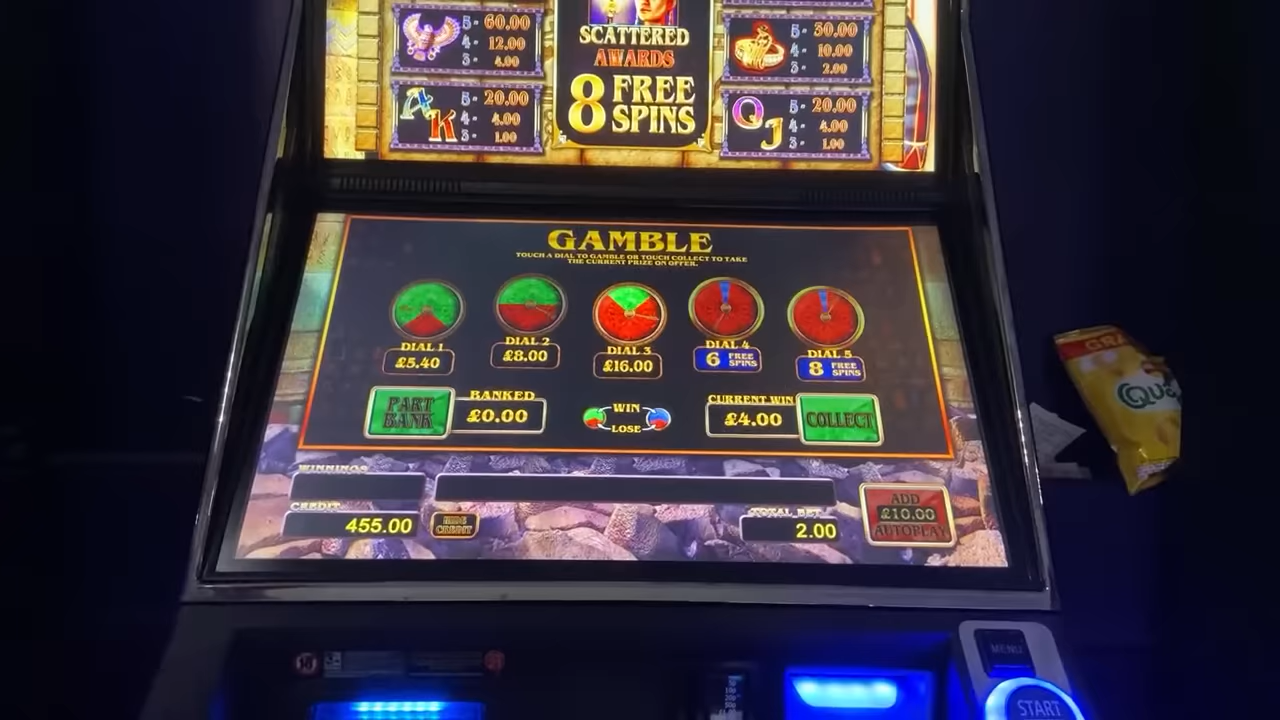 5- 60.00
4- 12.00
3- 4.00
SCATTERED
AWARDS
8 FREE
SPINS
5- 30.00
4- 10.00
3- 2.00
A K
5- 20.00
4- 4.00
3- 1.00
Q J
5- 20.00
4- 4.00
3- 1.00
GAMBLE
TOUCH A DIAL TO GAMBLE OR TOUCH COLLECT TO TAKE
THE CURRENT PRIZE ON OFFER.
DIAL 1
£5.40
DIAL 2
£8.00
DIAL 3
£16.00
DIAL 4
6 FREE
SPINS
DIAL 5
8 FREE
SPINS
PART
BANK
BANKED
£0.00
WIN
LOSE
CURRENT WIN
£4.00
COLLECT
WINNINGS
CREDIT
455.00
HIDE
CREDIT
TOTAL BET
2.00
ADD
£10.00
AUTOPLAY
18
MENU
START